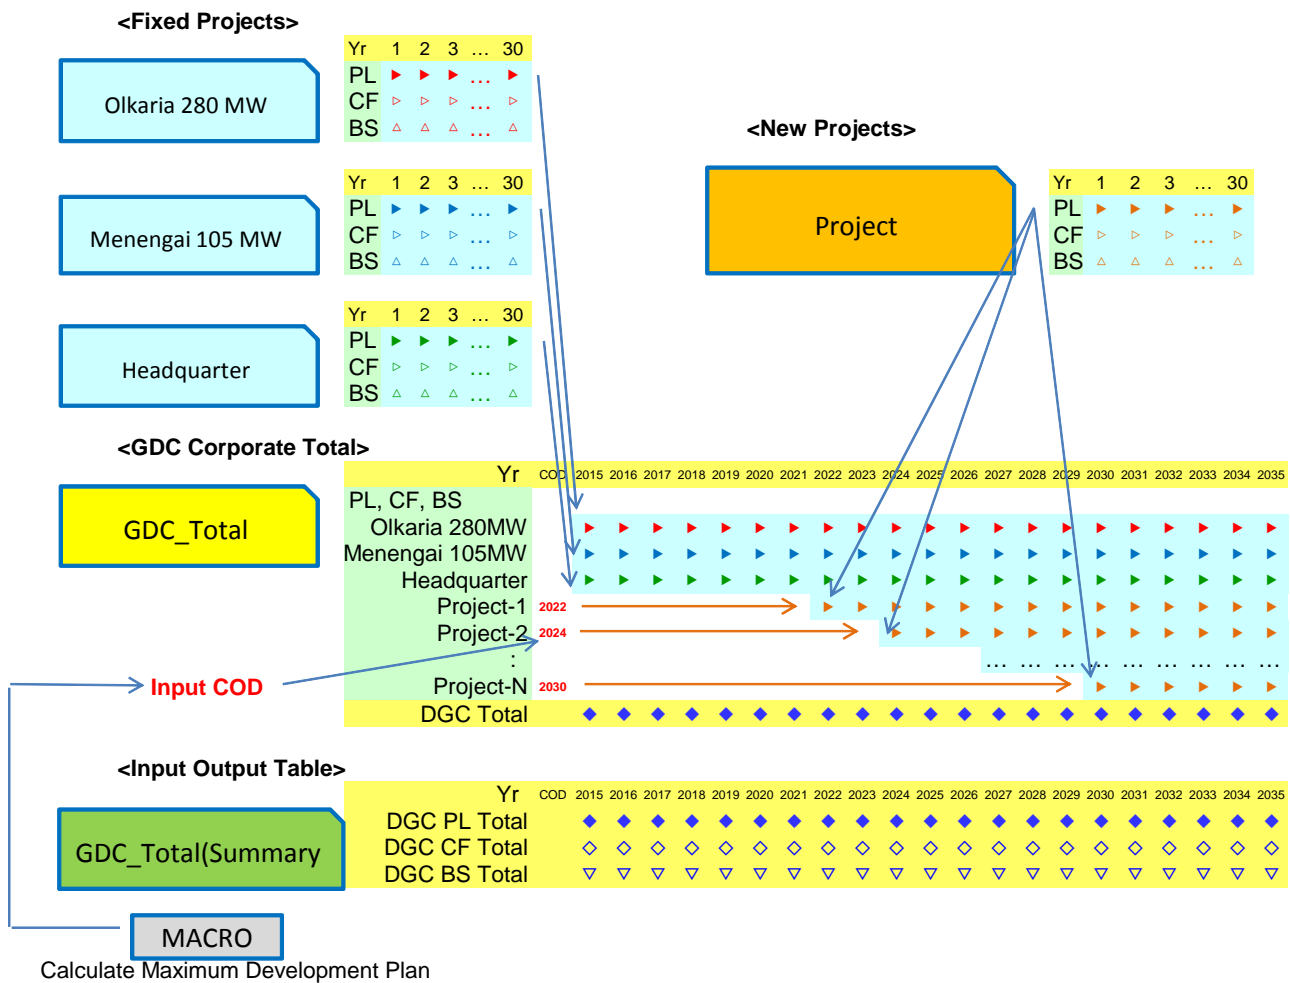 <Fixed Projects>
Yr 1 2 3 … 30
Olkaria 280 MW
PL …
CF …
BS …
<New Projects>
Yr 1 2 3 … 30
Menengai 105 MW
PL …
CF …
BS …
Project
Yr 1 2 3 … 30
PL …
CF …
BS …
Yr 1 2 3 … 30
Headquarter
PL …
CF …
BS …
<GDC Corporate Total>
Yr COD 2015 2016 2017 2018 2019 2020 2021 2022 2023 2024 2025 2026 2027 2028 2029 2030 2031 2032 2033 2034 2035
GDC_Total
PL, CF, BS
Olkaria 280MW
Menengai 105MW
Headquarter
Project-1 2022
Project-2 2024
: … … … … … … … … …
Input COD
Project-N 2030
DGC Total
<Input Output Table>
Yr COD 2015 2016 2017 2018 2019 2020 2021 2022 2023 2024 2025 2026 2027 2028 2029 2030 2031 2032 2033 2034 2035
GDC_Total(Summary
DGC PL Total
DGC CF Total
DGC BS Total
MACRO
Calculate Maximum Development Plan